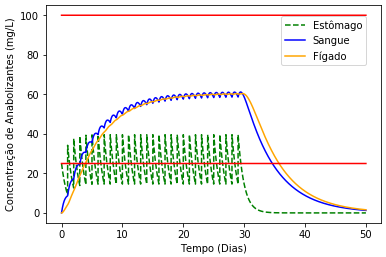 100
80
60
40
20
0
Concentração de Anabolizantes (mg/L)
Estômago
Sangue
Fígado
0 10 20 30 40 50
Tempo (Dias)